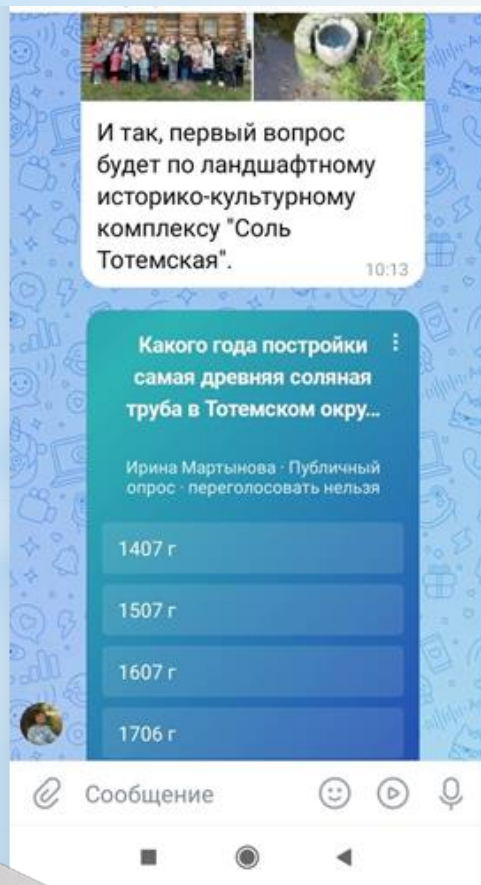 И так, первый вопрос
будет по ландшафтному
историко-культурному
комплексу "Соль
Тотемская".
10:13
Какого года постройки
самая древняя соляная
труба в Тотемском окру...
Ирина Мартынова · Публичный
опрос · переголосовать нельзя
1407 г
1507 г
1607 г
1706 г
Сообщение